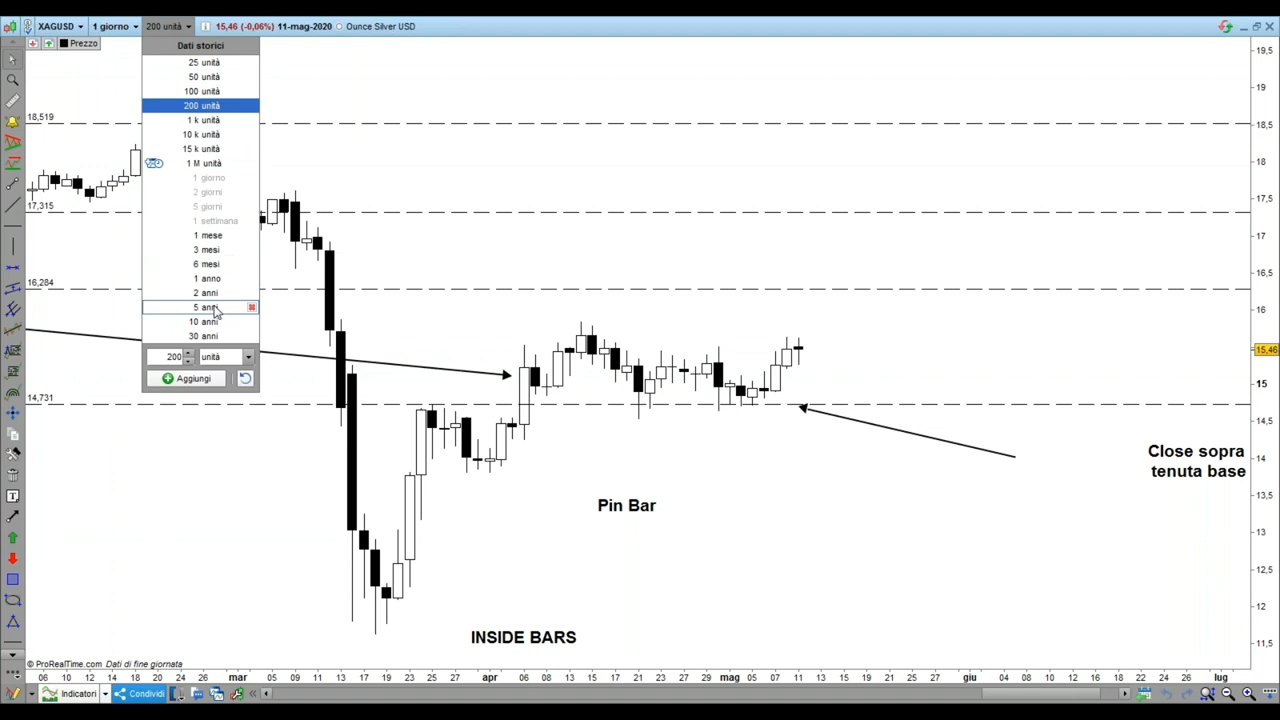 XAGUSD 1 giorno 200 unità 15,46 (-0,06%) 11-mag-2020 Ounce Silver USD
Prezzo
Dati storici
25 unità
50 unità
100 unità
200 unità
1 k unità
10 k unità
15 k unità
1 M unità
1 giorno
2 giorni
5 giorni
1 settimana
1 mese
3 mesi
6 mesi
1 anno
2 anni
5 anni
10 anni
30 anni
200 unità
Aggiungi
18,519
17,315
16,284
14,731
19,5
19
18,5
18
17,5
17
16,5
16
15,46
15
14,5
14
13,5
13
12,5
12
11,5
Close sopra
tenuta base
Pin Bar
INSIDE BARS
© ProRealTime.com Dati di fine giornata
06 10 12 16 18 20 24 26 mar 05 09 11 13 17 19 23 25 27 apr 06 08 14 16 20 22 24 28 mag 05 07 11 13 15 19 21 25 27 29 giu 04 08 10 12 16 18 22 24 26 lug
Indicatori Condividi